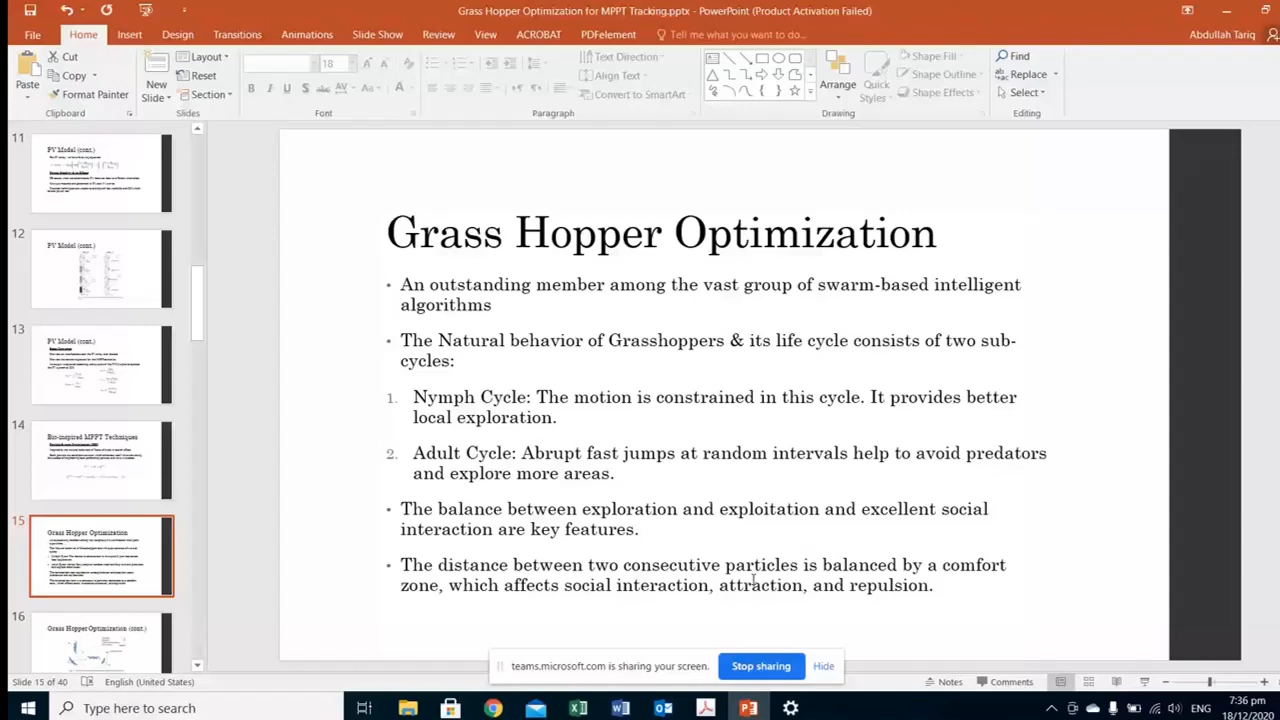 Grass Hopper Optimization for MPPT Tracking.pptx - PowerPoint (Product Activation Failed)
File Home Insert Design Transitions Animations Slide Show Review View ACROBAT PDFelement Tell me what you want to do... Abdullah Tariq
Paste
Cut
Copy
Format Painter
Clipboard
New Slide
Layout
Reset
Section
Slides
18
Font
Text Direction
Align Text
Convert to SmartArt
Paragraph
Arrange
Quick Styles
Shape Fill
Shape Outline
Shape Effects
Drawing
Find
Replace
Select
Editing
11
PV Model (cont.)
12
PV Model (cont.)
13
PV Model (cont.)
14
Bio-inspired MPPT Techniques
15
Grass Hopper Optimization
16
Grass Hopper Optimization (cont.)
Grass Hopper Optimization
• An outstanding member among the vast group of swarm-based intelligent
algorithms
• The Natural behavior of Grasshoppers & its life cycle consists of two sub-
cycles:
1. Nymph Cycle: The motion is constrained in this cycle. It provides better
local exploration.
2. Adult Cycle: Abrupt fast jumps at random intervals help to avoid predators
and explore more areas.
• The balance between exploration and exploitation and excellent social
interaction are key features.
• The distance between two consecutive particles is balanced by a comfort
zone, which affects social interaction, attraction, and repulsion.
teams.microsoft.com is sharing your screen. Stop sharing Hide
Slide 15 of 40 English (United States) Notes Comments
Type here to search
ENG
7:36 pm
18/12/2020